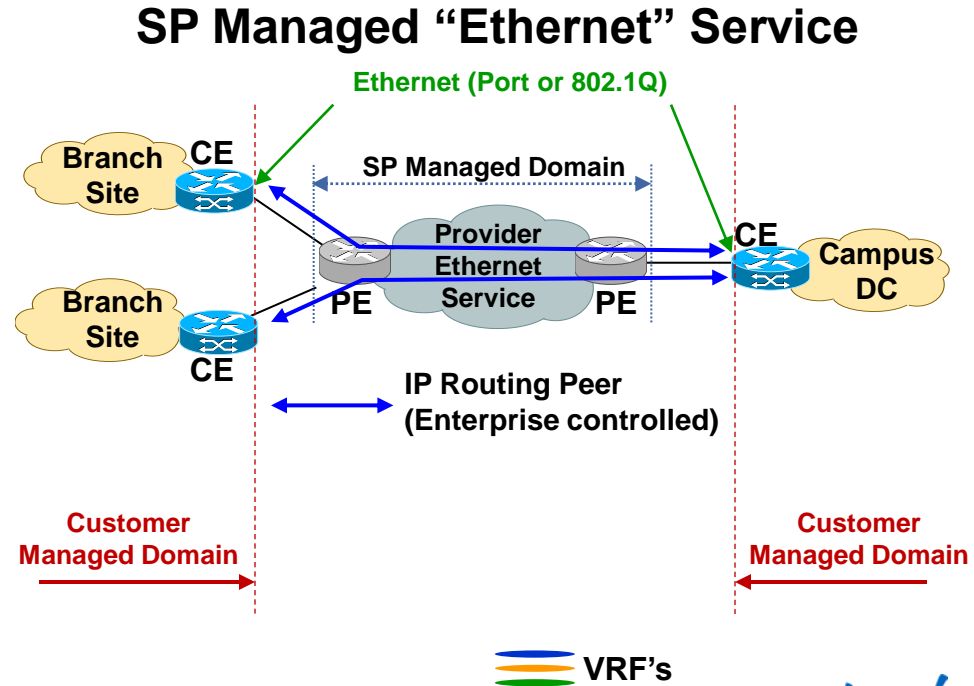 SP Managed “Ethernet” Service
Ethernet (Port or 802.1Q)
Branch
Site
CE
SP Managed Domain
Provider
Ethernet
Service
PE
PE
CE
Campus
DC
Branch
Site
CE
IP Routing Peer
(Enterprise controlled)
Customer
Managed Domain
Customer
Managed Domain
VRF's